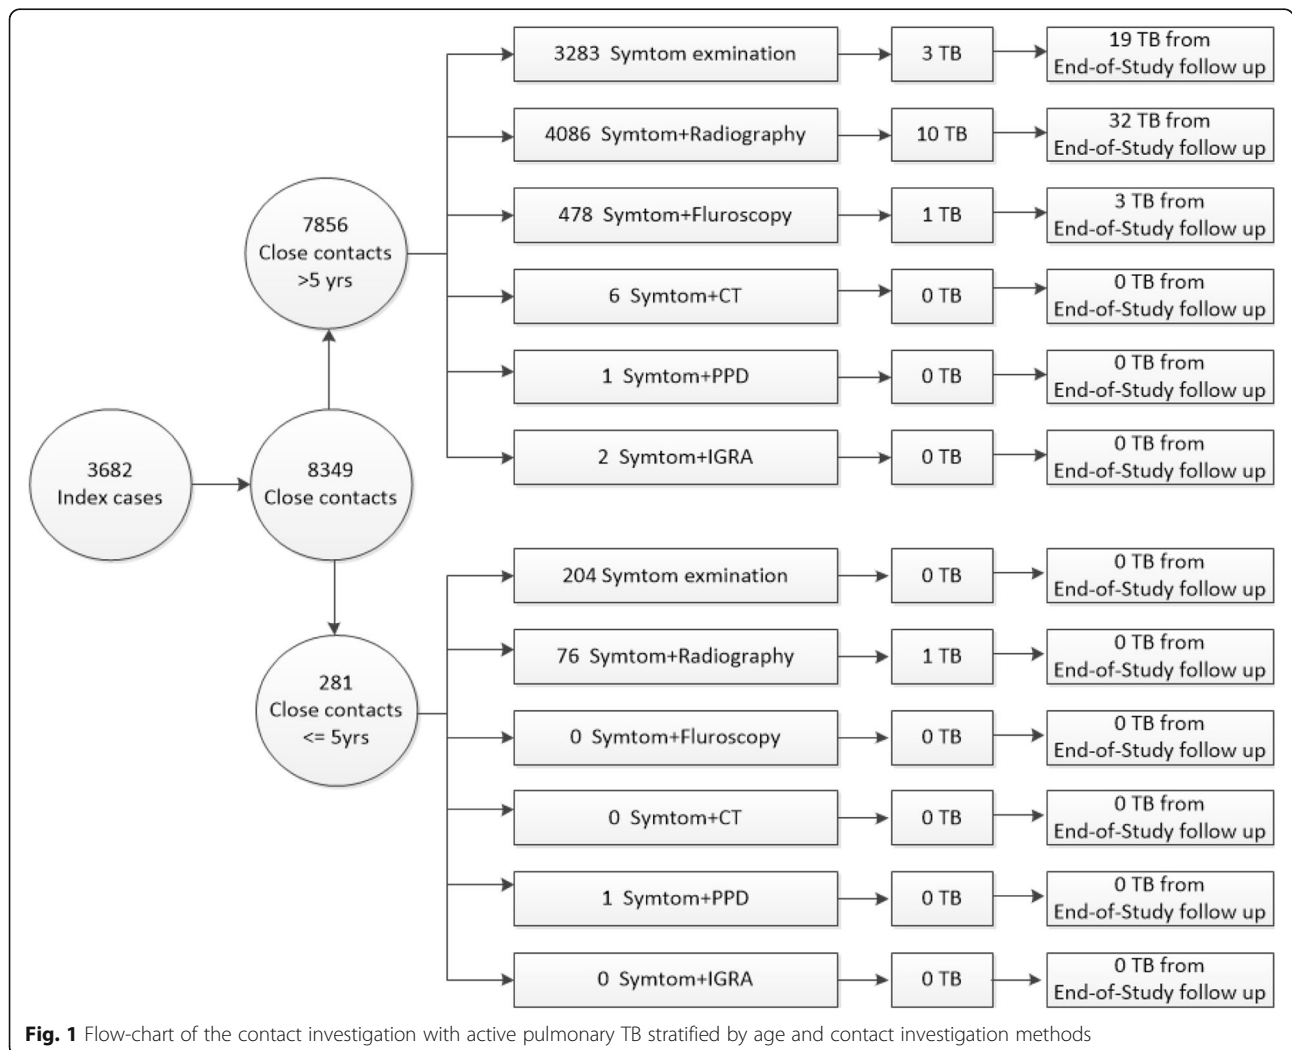 3682
Index cases
8349
Close contacts
7856
Close contacts
>5 yrs
3283 Symtom exmination
3 TB
19 TB from
End-of-Study follow up
4086 Symtom+Radiography
10 TB
32 TB from
End-of-Study follow up
478 Symtom+Fluroscopy
1 TB
3 TB from
End-of-Study follow up
6 Symtom+CT
0 TB
0 TB from
End-of-Study follow up
1 Symtom+PPD
0 TB
0 TB from
End-of-Study follow up
2 Symtom+IGRA
0 TB
0 TB from
End-of-Study follow up
281
Close contacts
<= 5yrs
204 Symtom exmination
0 TB
0 TB from
End-of-Study follow up
76 Symtom+Radiography
1 TB
0 TB from
End-of-Study follow up
0 Symtom+Fluroscopy
0 TB
0 TB from
End-of-Study follow up
0 Symtom+CT
0 TB
0 TB from
End-of-Study follow up
1 Symtom+PPD
0 TB
0 TB from
End-of-Study follow up
0 Symtom+IGRA
0 TB
0 TB from
End-of-Study follow up
Fig. 1 Flow-chart of the contact investigation with active pulmonary TB stratified by age and contact investigation methods